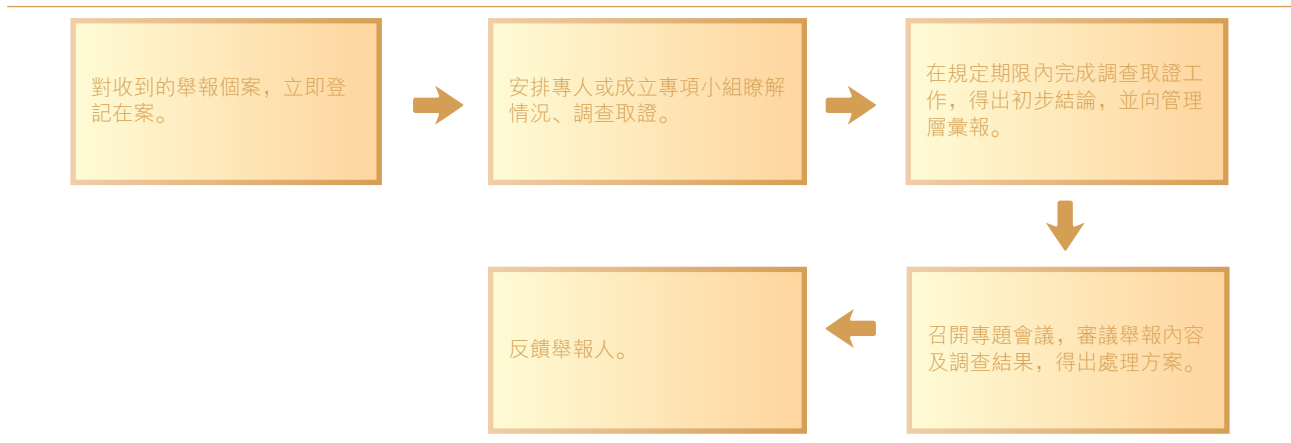 對收到的舉報個案，立即登
記在案。
安排專人或成立專項小組瞭解
情況、調查取證。
在規定期限內完成調查取證工
作，得出初步結論，並向管理
層彙報。
召開專題會議，審議舉報內容
及調查結果，得出處理方案。
反饋舉報人。